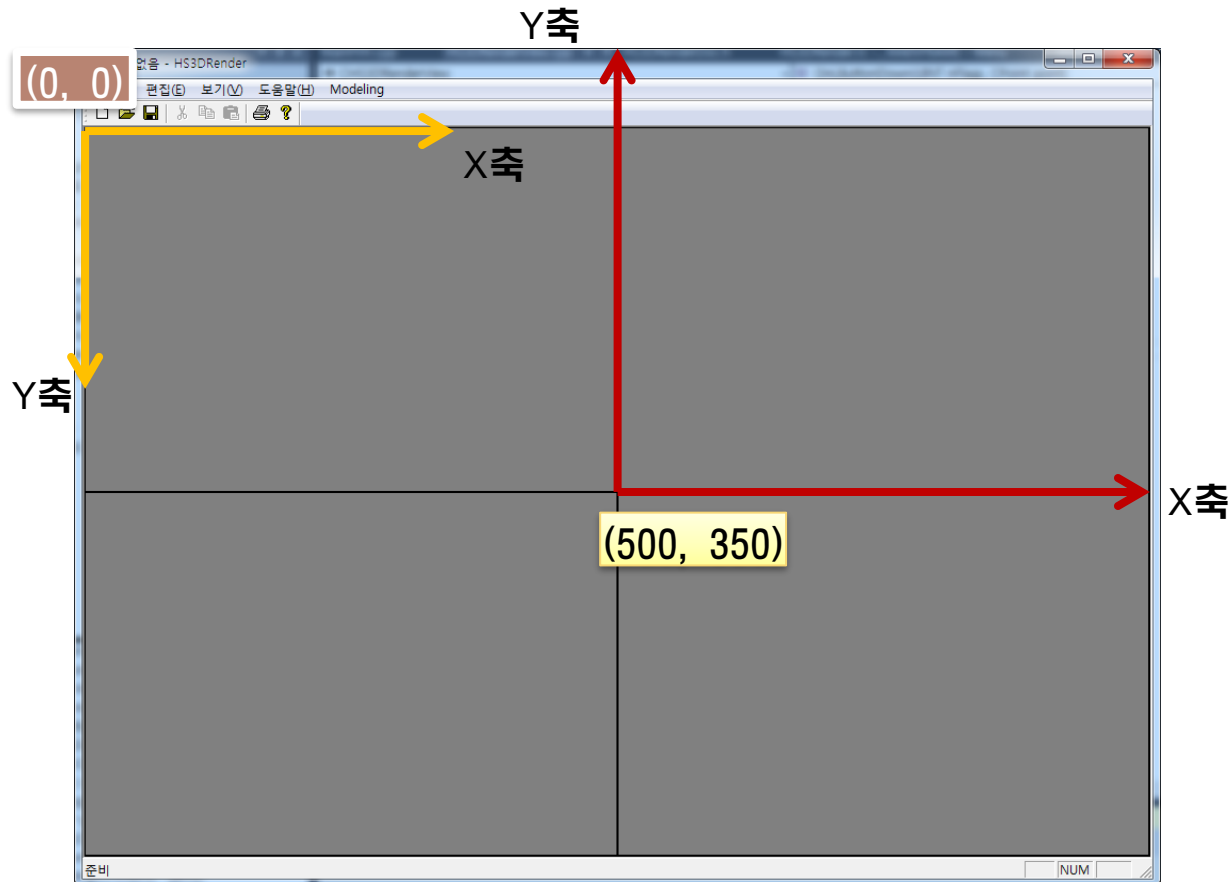 Y축
(0, 0)
없음 - HS3DRender
편집(E) 보기(V) 도움말(H) Modeling
X축
Y축
X축
(500, 350)
준비
NUM